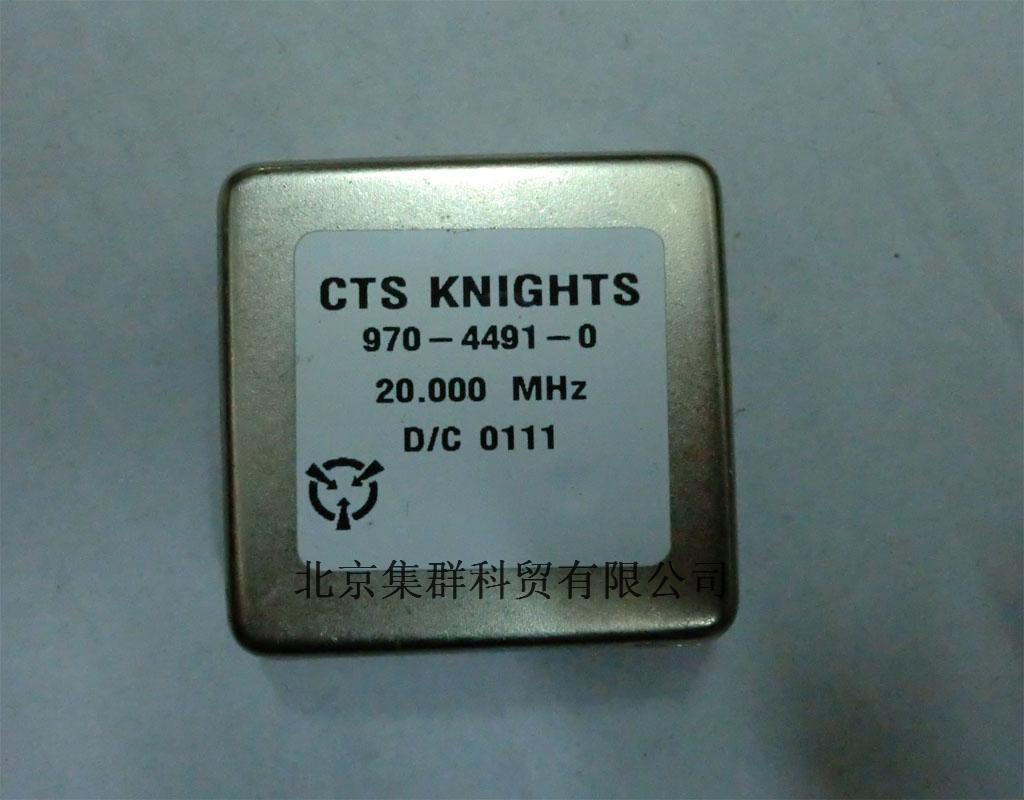 CTS KNIGHTS
970-4491-0
20.000 MHz
D/C 0111
北京集群科贸有限公司